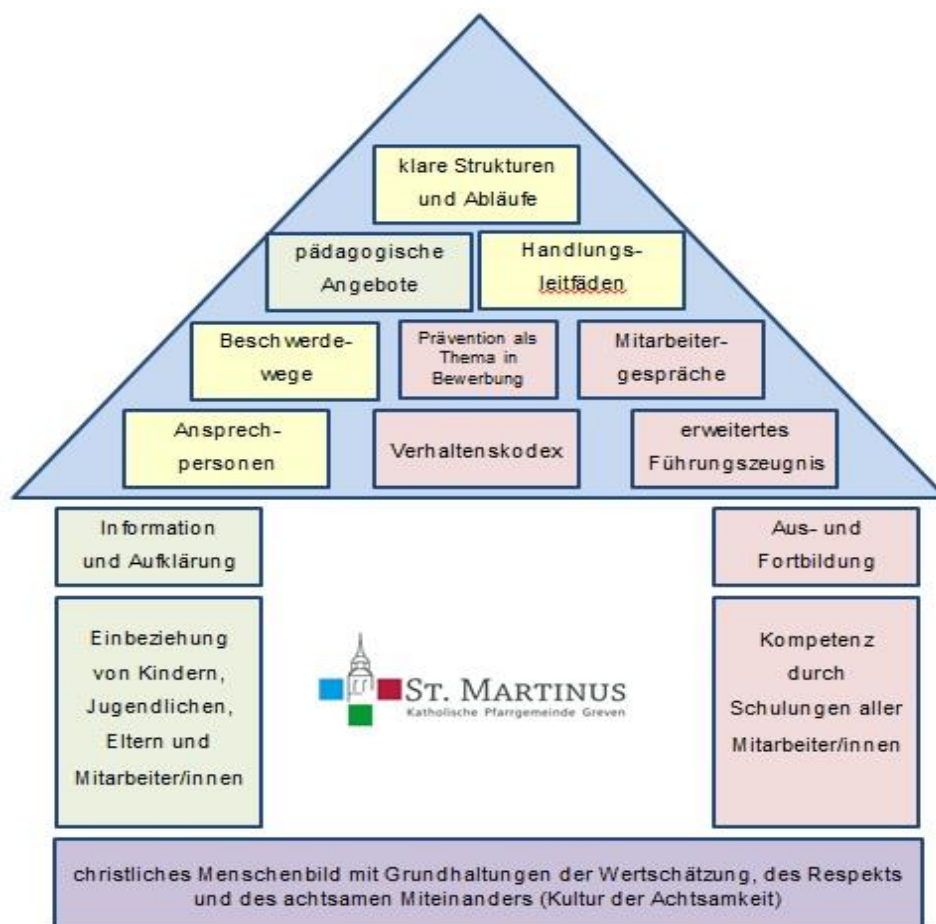 klare Strukturen
und Abläufe
pädagogische
Angebote
Handlungs-
leitfäden
Beschwerde-
wege
Prävention als
Thema in
Bewerbung
Mitarbeiter-
gespräche
Ansprech-
personen
Verhaltenskodex
erweitertes
Führungszeugnis
Information
und Aufklärung
Aus- und
Fortbildung
Einbeziehung
von Kindern,
Jugendlichen,
Eltern und
Mitarbeiter/innen
ST. MARTINUS
Katholische Pfarrgemeinde Greven
Kompetenz
durch
Schulungen aller
Mitarbeiter/innen
christliches Menschenbild mit Grundhaltungen der Wertschätzung, des Respekts
und des achtsamen Miteinanders (Kultur der Achtsamkeit)